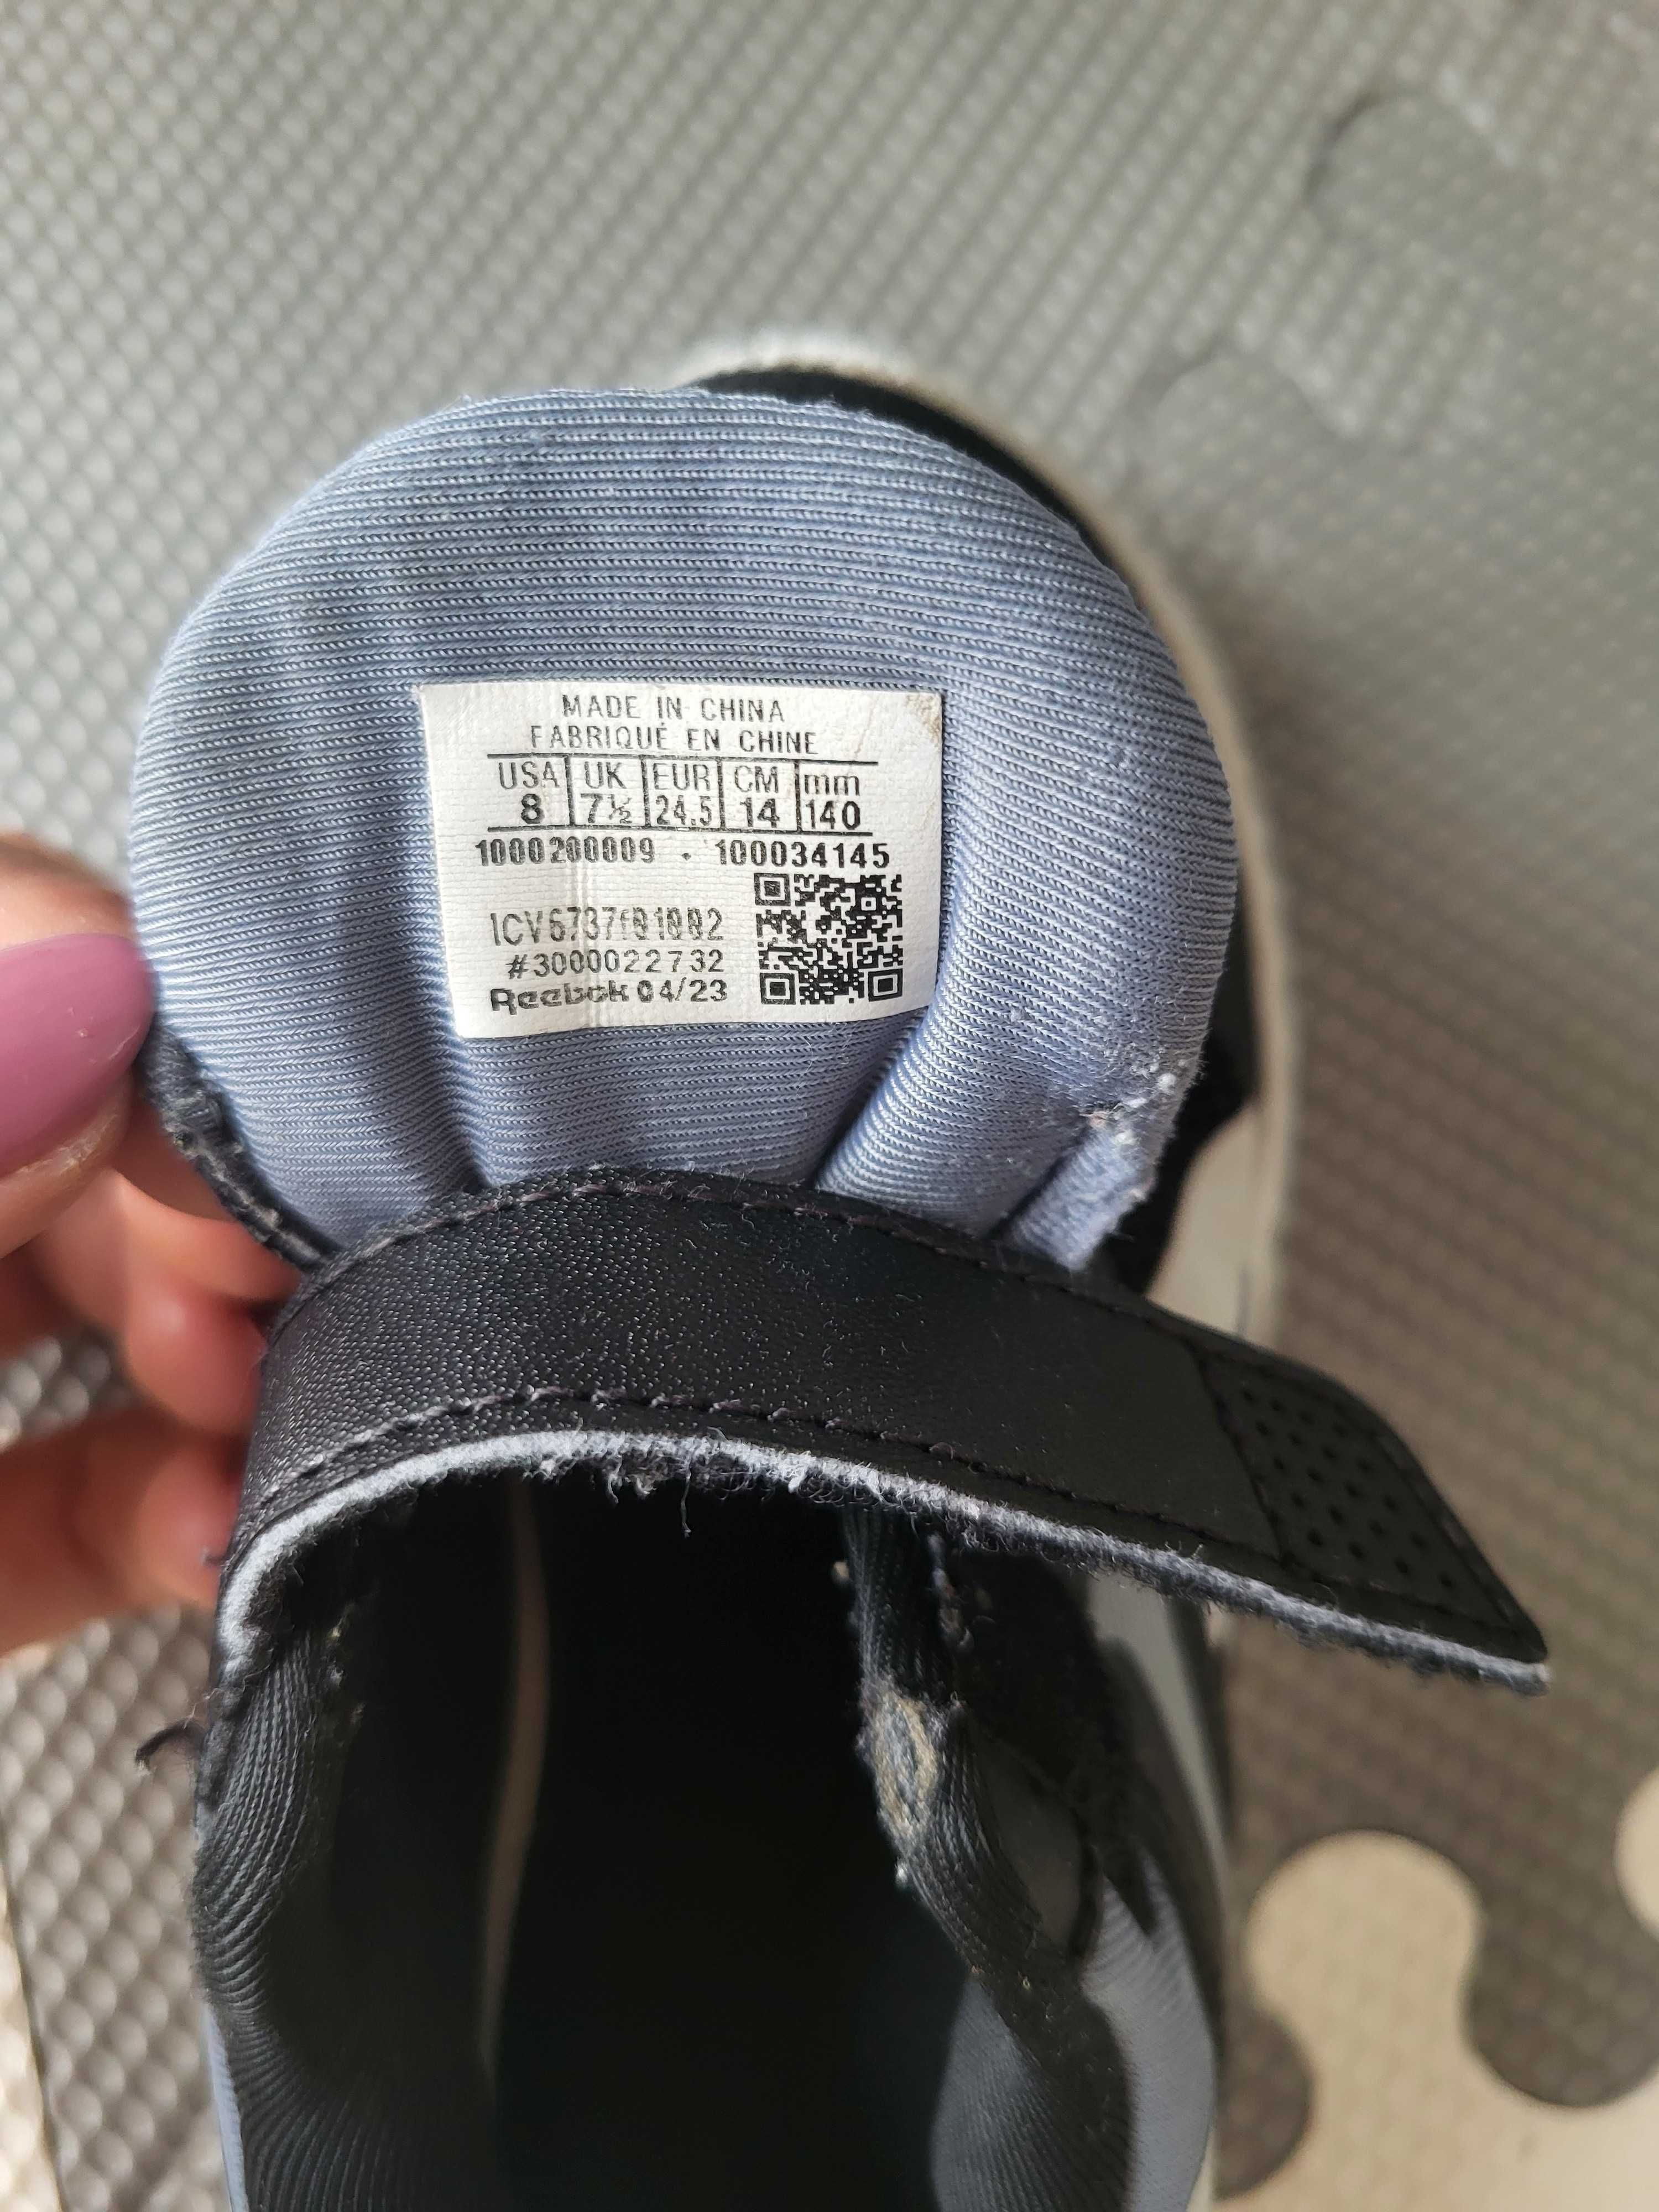 MADE IN CHINA
FABRIQUÉ EN CHINE
USA UK EUR CM mm
8 7½ 24.5 14 140
1000200009 . 100034145
#3000022732
Reebok 04/23